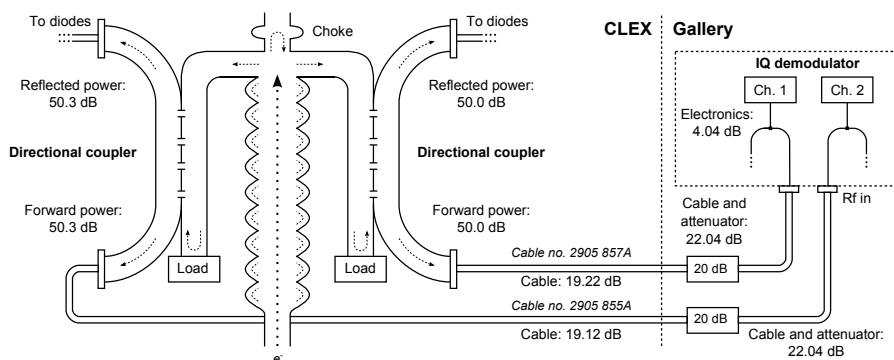 To diodes
Choke
To diodes
CLEX
Gallery
IQ demodulator
Ch. 1
Ch. 2
Reflected power:
50.3 dB
Reflected power:
50.0 dB
Electronics:
4.04 dB
Directional coupler
Directional coupler
Forward power:
50.3 dB
Forward power:
50.0 dB
Rf in
Cable and
attenuator:
22.04 dB
Cable no. 2905 857A
Load
Load
20 dB
Cable: 19.22 dB
Cable no. 2905 855A
20 dB
Cable: 19.12 dB
Cable and attenuator:
22.04 dB
e-